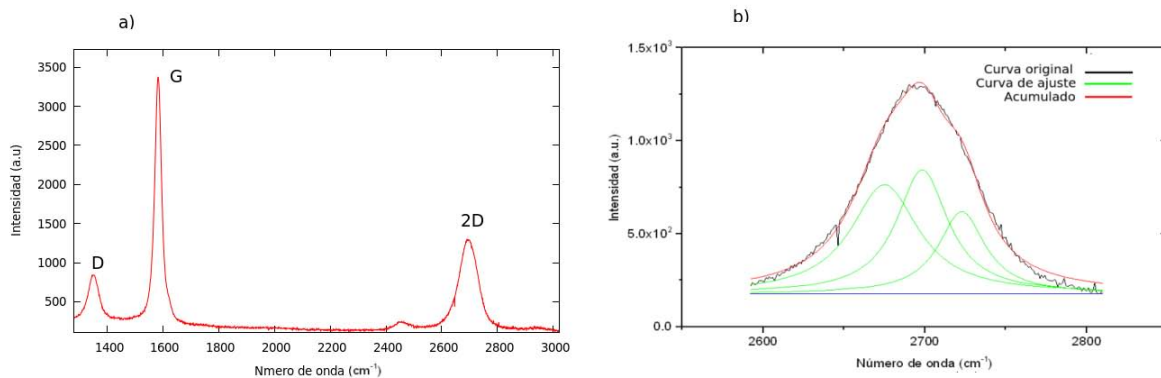 a)
3500
3000
2500
2000
1500
1000
500
Intensidad (a.u)
D
G
2D
1400 1600 1800 2000 2200 2400 2600 2800 3000
Nmero de onda (cm⁻¹)
b)
1.5x10³
1.0x10³
5.0x10²
0.0
Intensidad (a.u.)
Curva original
Curva de ajuste
Acumulado
2600 2700 2800
Número de onda (cm⁻¹)